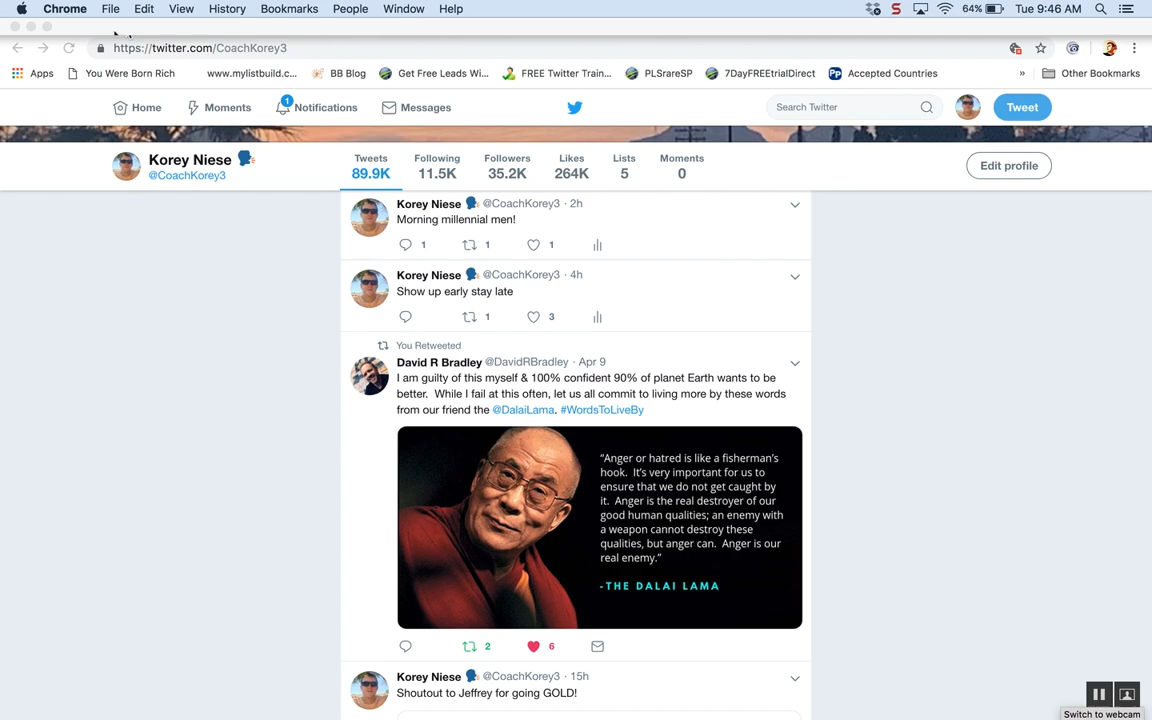 Chrome File Edit View History Bookmarks People Window Help 64% Tue 9:46 AM
https://twitter.com/CoachKorey3
Apps You Were Born Rich www.mylistbuild.c... BB Blog Get Free Leads Wi... FREE Twitter Train... PLSrareSP 7DayFREEtrialDirect Accepted Countries » Other Bookmarks
Home Moments 1 Notifications Messages Search Twitter Tweet
Korey Niese
@CoachKorey3
Tweets Following Followers Likes Lists Moments
89.9K 11.5K 35.2K 264K 5 0
Edit profile
Korey Niese @CoachKorey3 · 2h
Morning millennial men!
1 1 1
Korey Niese @CoachKorey3 · 4h
Show up early stay late
1 3
You Retweeted
David R Bradley @DavidRBradley · Apr 9
I am guilty of this myself & 100% confident 90% of planet Earth wants to be
better. While I fail at this often, let us all commit to living more by these words
from our friend the @DalaiLama. #WordsToLiveBy
“Anger or hatred is like a fisherman’s
hook. It’s very important for us to
ensure that we do not get caught by
it. Anger is the real destroyer of our
good human qualities; an enemy with
a weapon cannot destroy these
qualities, but anger can. Anger is our
real enemy.”
-THE DALAI LAMA
2 6
Korey Niese @CoachKorey3 · 15h
Shoutout to Jeffrey for going GOLD!
Switch to webcam